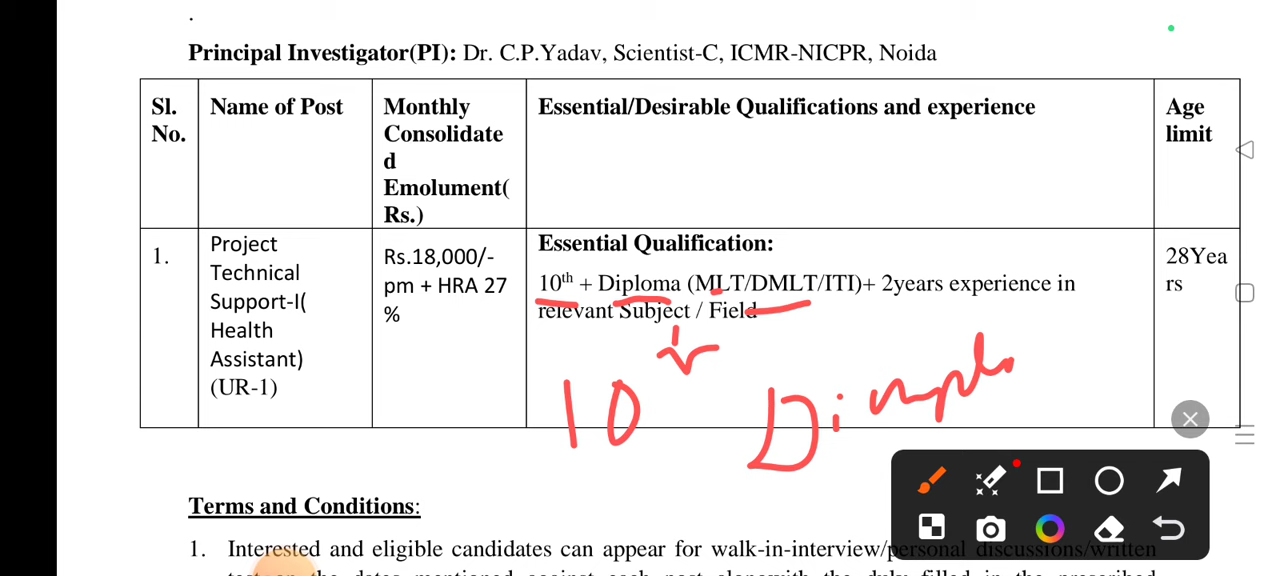 Principal Investigator(PI): Dr. C.P.Yadav, Scientist-C, ICMR-NICPR, Noida
Sl. No.
Name of Post
Monthly
Consolidate
d
Emolument(
Rs.)
Essential/Desirable Qualifications and experience
Age
limit
1.
Project
Technical
Support-I(
Health
Assistant)
(UR-1)
Rs.18,000/-
pm + HRA 27
%
Essential Qualification:
10th + Diploma (MLT/DMLT/ITI)+ 2years experience in
relevant Subject / Field
28Yea
rs
10
Terms and Conditions:
1. Interested and eligible candidates can appear for walk-in-interview/personal discussions/written